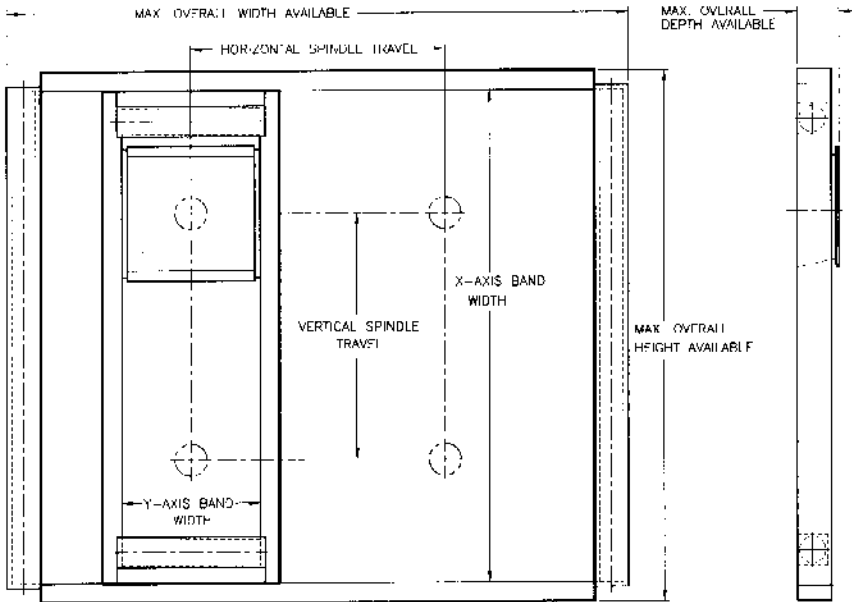 MAX. OVERALL WIDTH AVAILABLE
MAX. OVERALL
DEPTH AVAILABLE
HORIZONTAL SPINDLE TRAVEL
X-AXIS BAND
WIDTH
VERTICAL SPINDLE
TRAVEL
MAX. OVERALL
HEIGHT AVAILABLE
Y-AXIS BAND
WIDTH